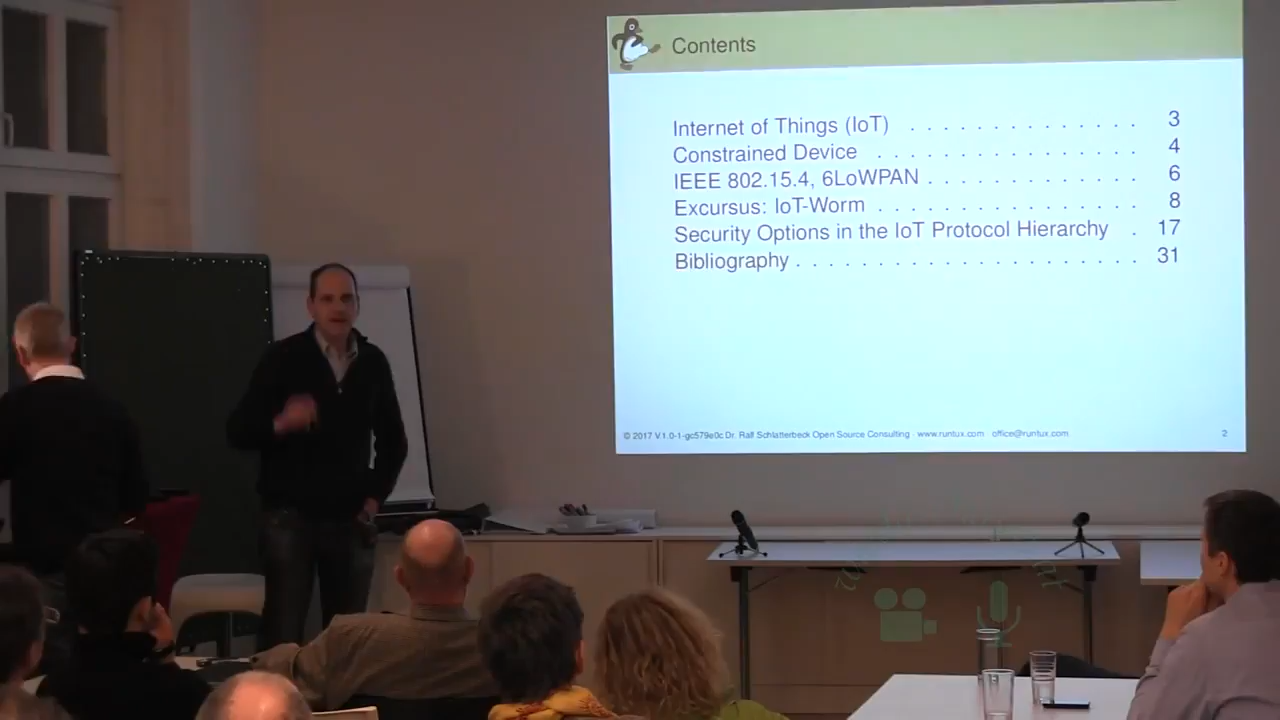 Contents
Internet of Things (IoT) . . . . . . . . . . . . . . 3
Constrained Device . . . . . . . . . . . . . . . . 4
IEEE 802.15.4, 6LoWPAN . . . . . . . . . . . . . 6
Excursus: IoT-Worm . . . . . . . . . . . . . . . . 8
Security Options in the IoT Protocol Hierarchy . 17
Bibliography . . . . . . . . . . . . . . . . . . . . . 31
© 2017 V1.0-1-gc579e0c Dr. Ralf Schlatterbeck Open Source Consulting · www.runtux.com · office@runtux.com 2